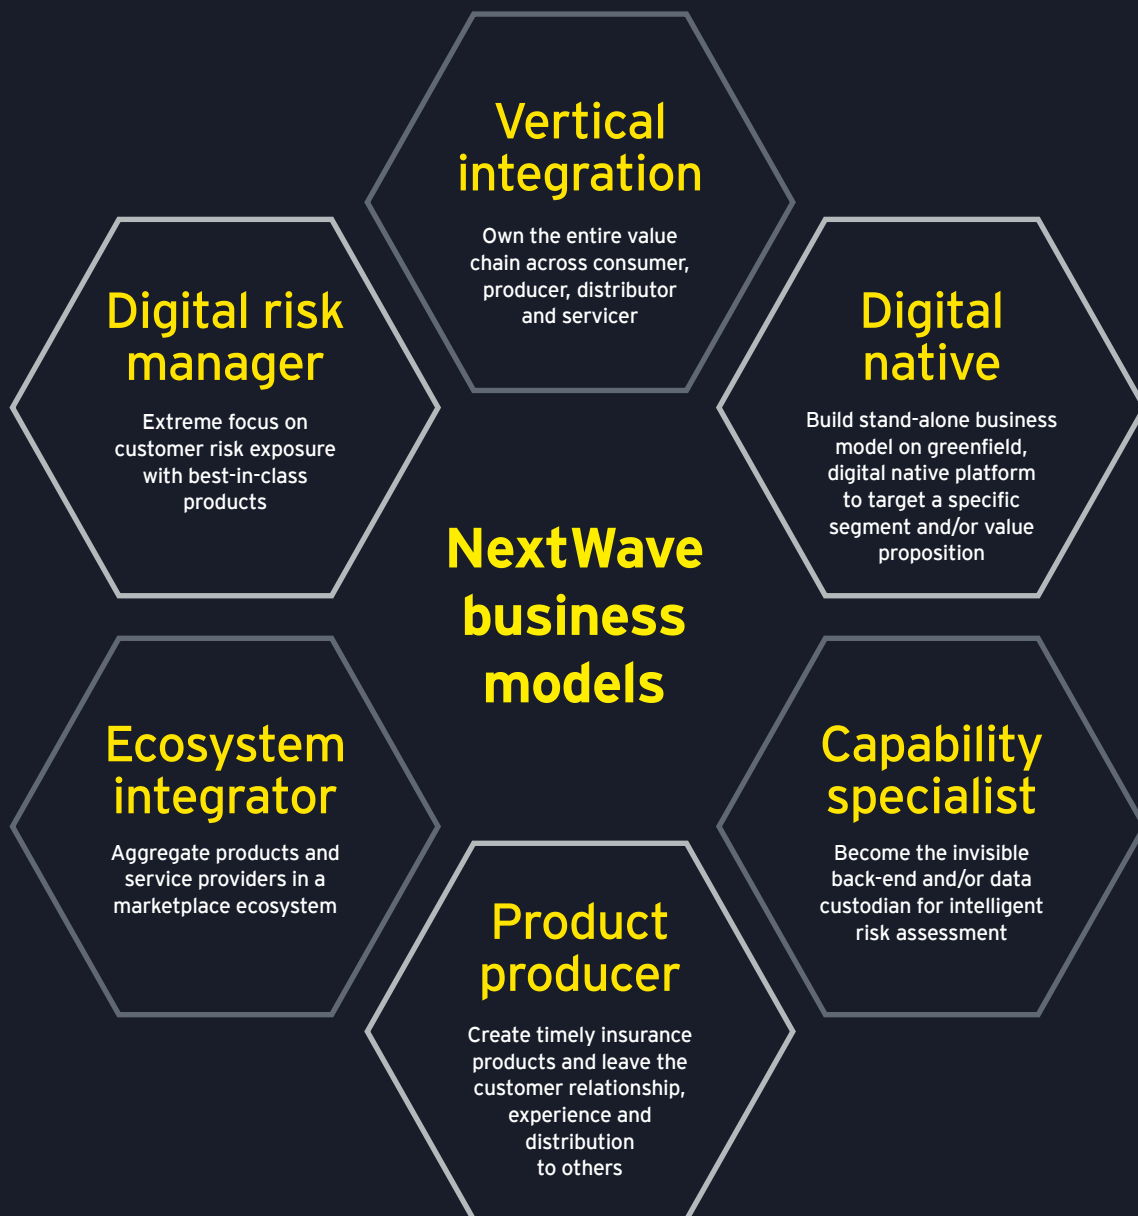 Vertical
integration
Own the entire value
chain across consumer,
producer, distributor
and servicer
Digital risk
manager
Extreme focus on
customer risk exposure
with best-in-class
products
Digital
native
Build stand-alone business
model on greenfield,
digital native platform
to target a specific
segment and/or value
proposition
NextWave
business
models
Ecosystem
integrator
Aggregate products and
service providers in a
marketplace ecosystem
Capability
specialist
Become the invisible
back-end and/or data
custodian for intelligent
risk assessment
Product
producer
Create timely insurance
products and leave the
customer relationship,
experience and
distribution
to others